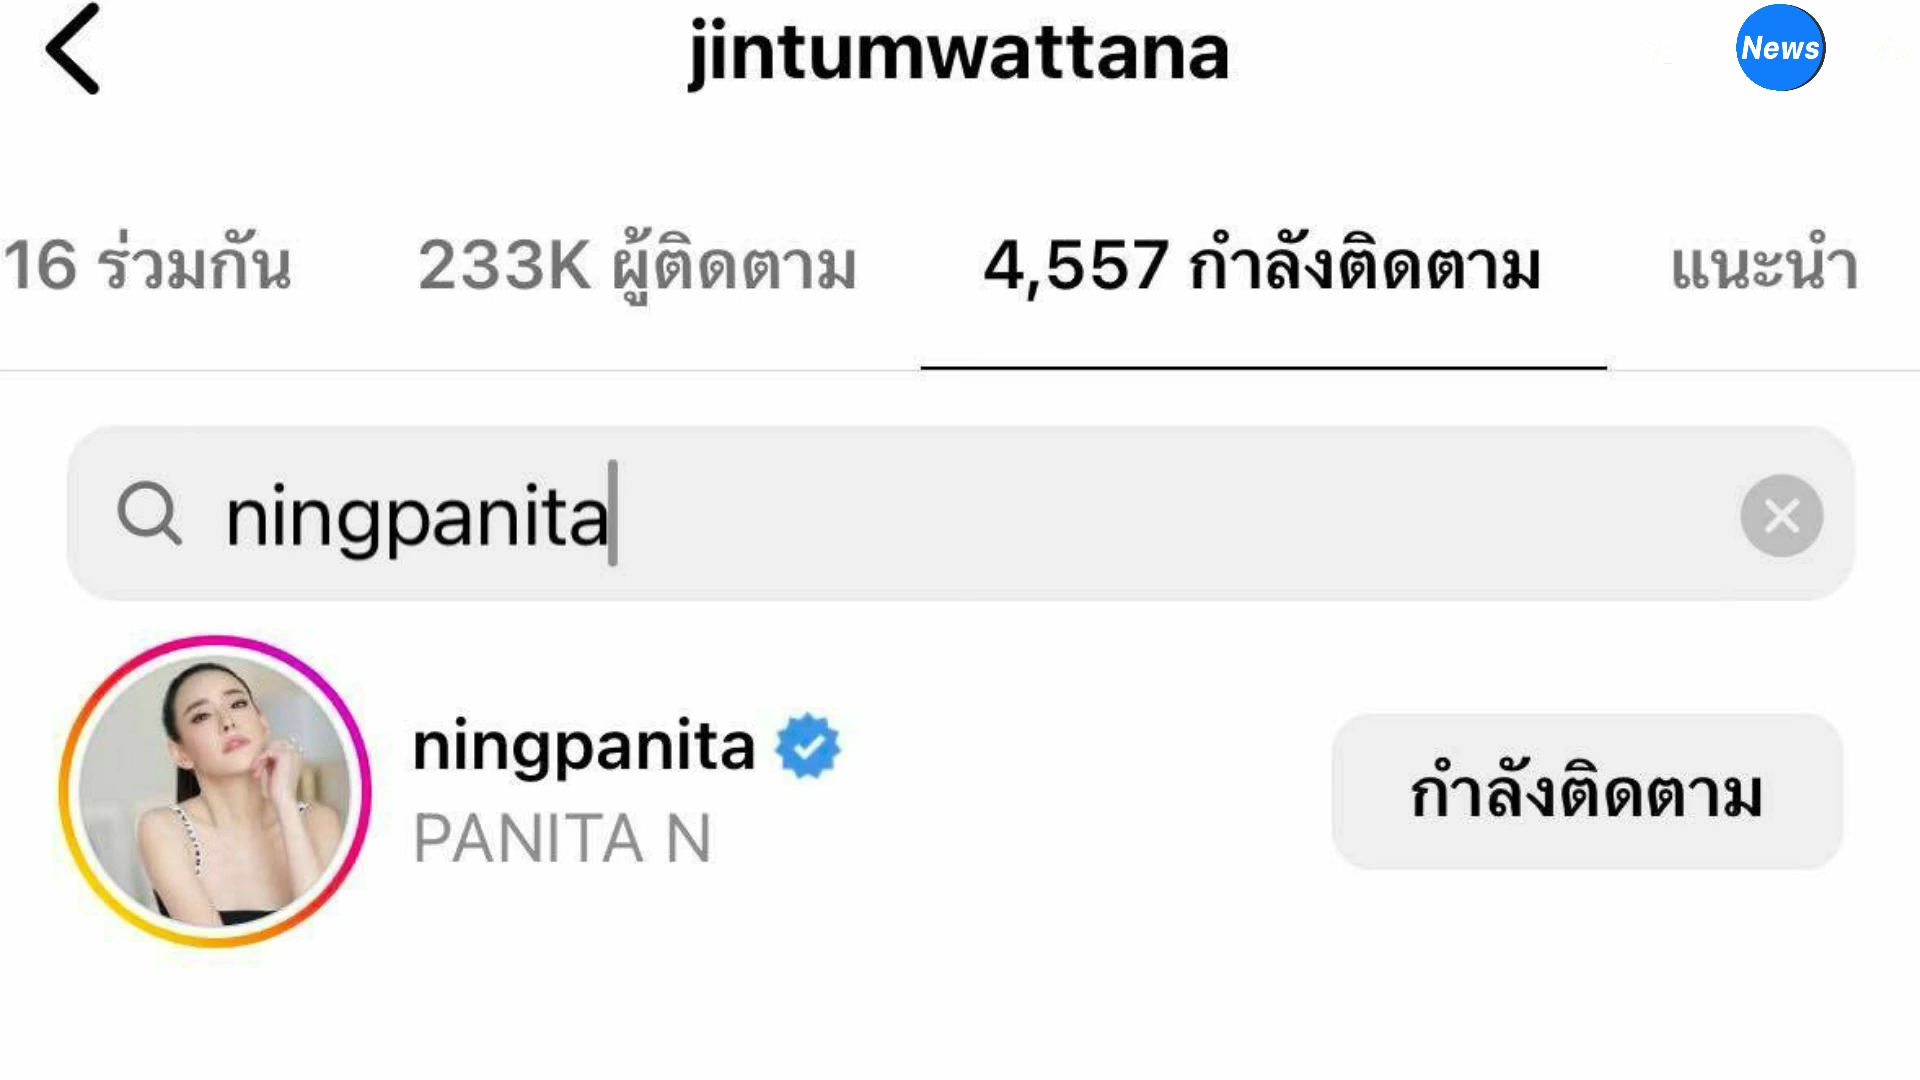 jintumwattana
News
16 ร่วมกัน
233K ผู้ติดตาม
4,557 กำลังติดตาม
แนะนำ
ningpanita
ningpanita
PANITA N
กำลังติดตาม